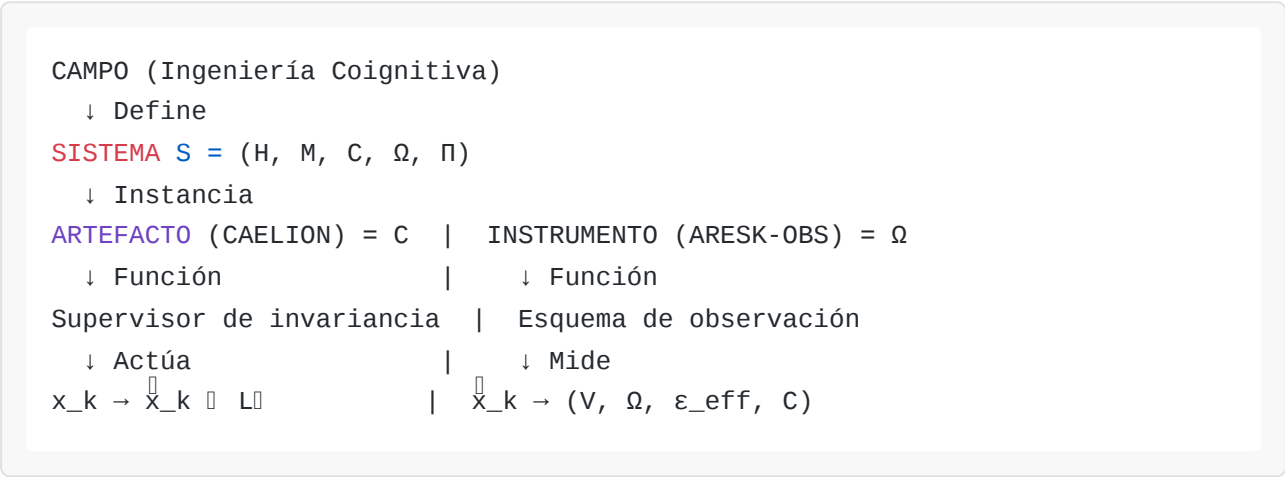 CAMPO (Ingeniería Coignitiva)
↓ Define
SISTEMA S = (H, M, C, Ω, Π)
↓ Instancia
ARTEFACTO (CAELION) = C | INSTRUMENTO (ARESK-OBS) = Ω
↓ Función | ↓ Función
Supervisor de invariancia | Esquema de observación
↓ Actúa | ↓ Mide
x_k → x_k L | x_k → (V, Ω, ε_eff, C)